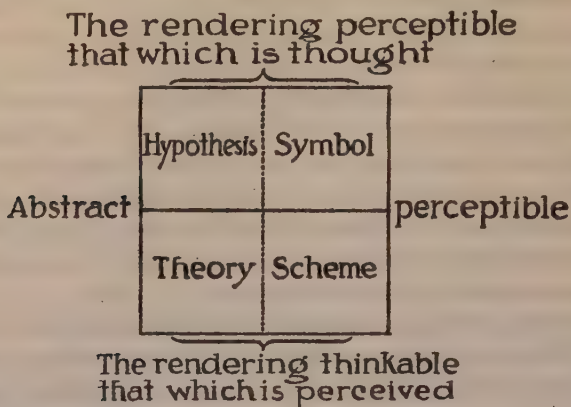 The rendering perceptible
that which is thought
Hypothesis Symbol
Abstract perceptible
Theory Scheme
The rendering thinkable
that which is perceived